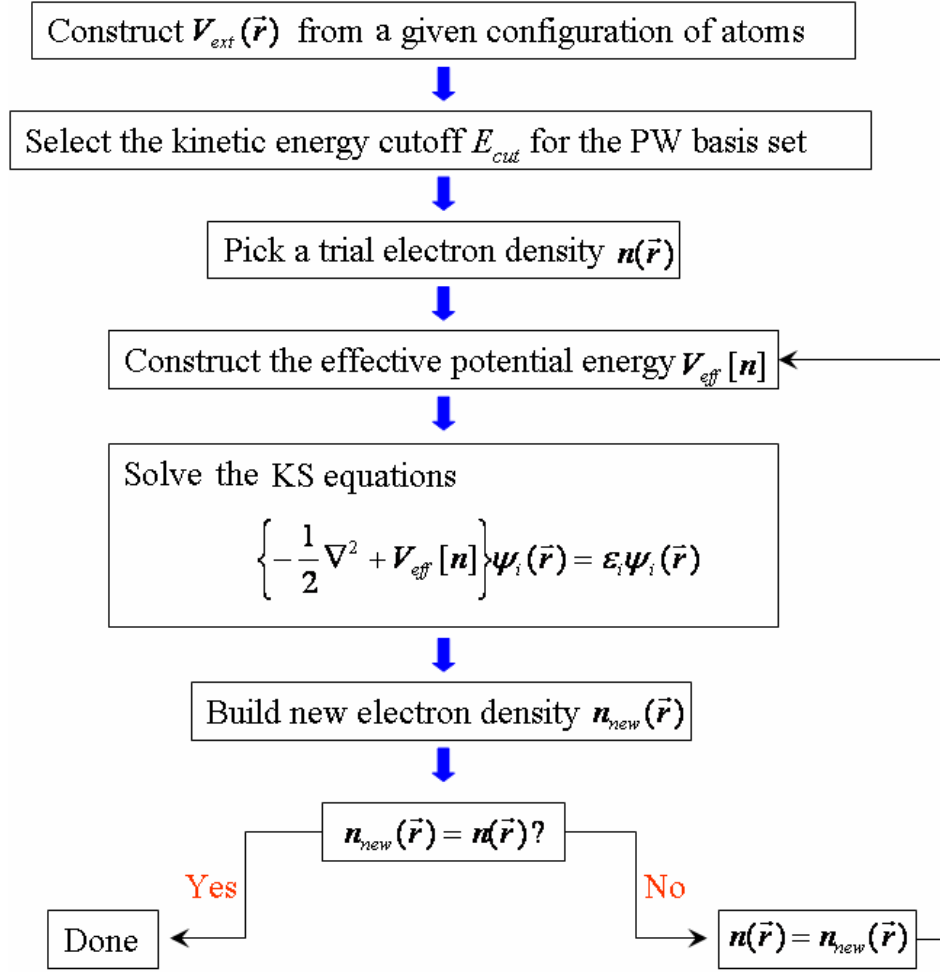 Construct V_ext(r⃗) from a given configuration of atoms
Select the kinetic energy cutoff E_cut for the PW basis set
Pick a trial electron density n(r⃗)
Construct the effective potential energy V_eff[n]
Solve the KS equations
{-1/2 ∇² + V_eff[n]}ψ_i(r⃗) = ε_iψ_i(r⃗)
Build new electron density n_new(r⃗)
n_new(r⃗) = n(r⃗)?
Yes
No
Done
n(r⃗) = n_new(r⃗)